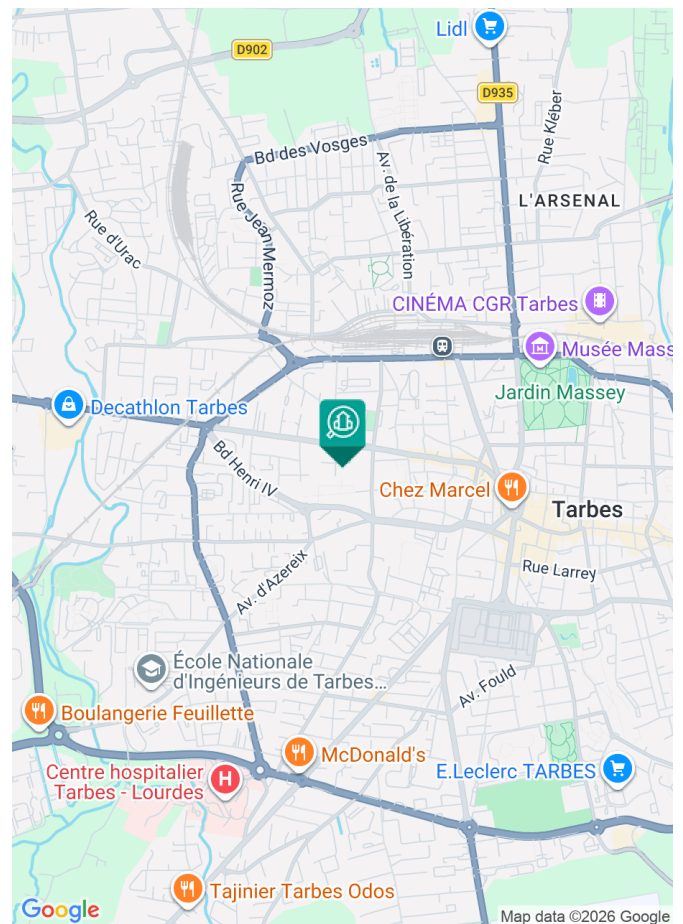 Lidl
D902
D935
Bd des Vosges
Rue Kléber
Av. de la Libération
Rue Jean Mermoz
L'ARSENAL
Rue d'Urac
CINÉMA CGR Tarbes
Musée Mass
Jardin Massey
Decathlon Tarbes
Bd Henri IV
Chez Marcel
Tarbes
Rue Larrey
Av. d'Azereix
École Nationale
d'Ingénieurs de Tarbes...
Av. Fould
Boulangerie Feuillette
McDonald's
Centre hospitalier
Tarbes - Lourdes
H
E.Leclerc TARBES
Tajinier Tarbes Odos
Google
Map data ©2026 Google